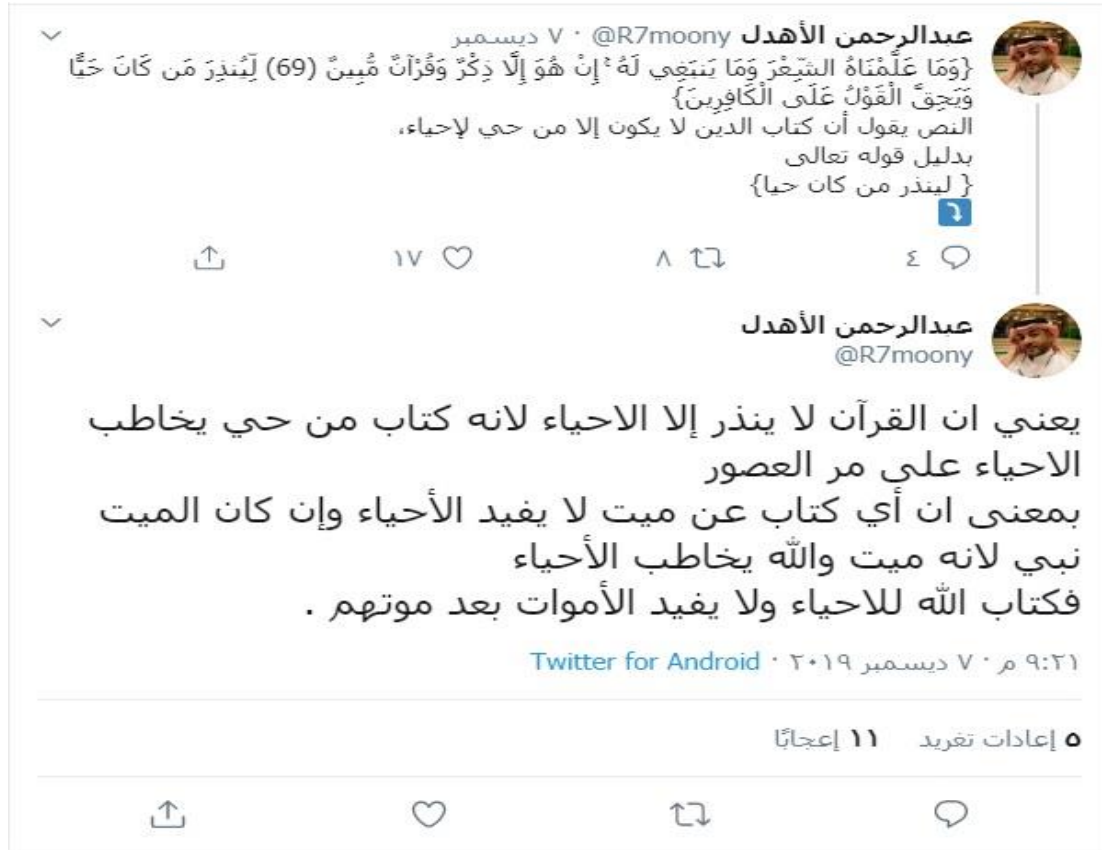 عبدالرحمن الأهدل @R7moony · ٧ ديسمبر
{وَمَا عَلَّمْنَاهُ الشِّعْرَ وَمَا يَنبَغِي لَهُ ۚ إِنْ هُوَ إِلَّا ذِكْرٌ وَقُرْآنٌ مُّبِينٌ (69) لِّيُنذِرَ مَن كَانَ حَيًّا
وَيَحِقَّ الْقَوْلُ عَلَى الْكَافِرِينَ}
النص يقول أن كتاب الدين لا يكون إلا من حي لإحياء،
بدليل قوله تعالى
{ لينذر من كان حيا}
٤ ٨ ١٧
عبدالرحمن الأهدل
@R7moony
يعني ان القرآن لا ينذر إلا الاحياء لانه كتاب من حي يخاطب
الاحياء على مر العصور
بمعنى ان أي كتاب عن ميت لا يفيد الأحياء وإن كان الميت
نبي لانه ميت والله يخاطب الأحياء
فكتاب الله للاحياء ولا يفيد الأموات بعد موتهم .
٩:٢١ م · ٧ ديسمبر ٢٠١٩ · Twitter for Android
٥ إعادات تغريد ١١ إعجابًا